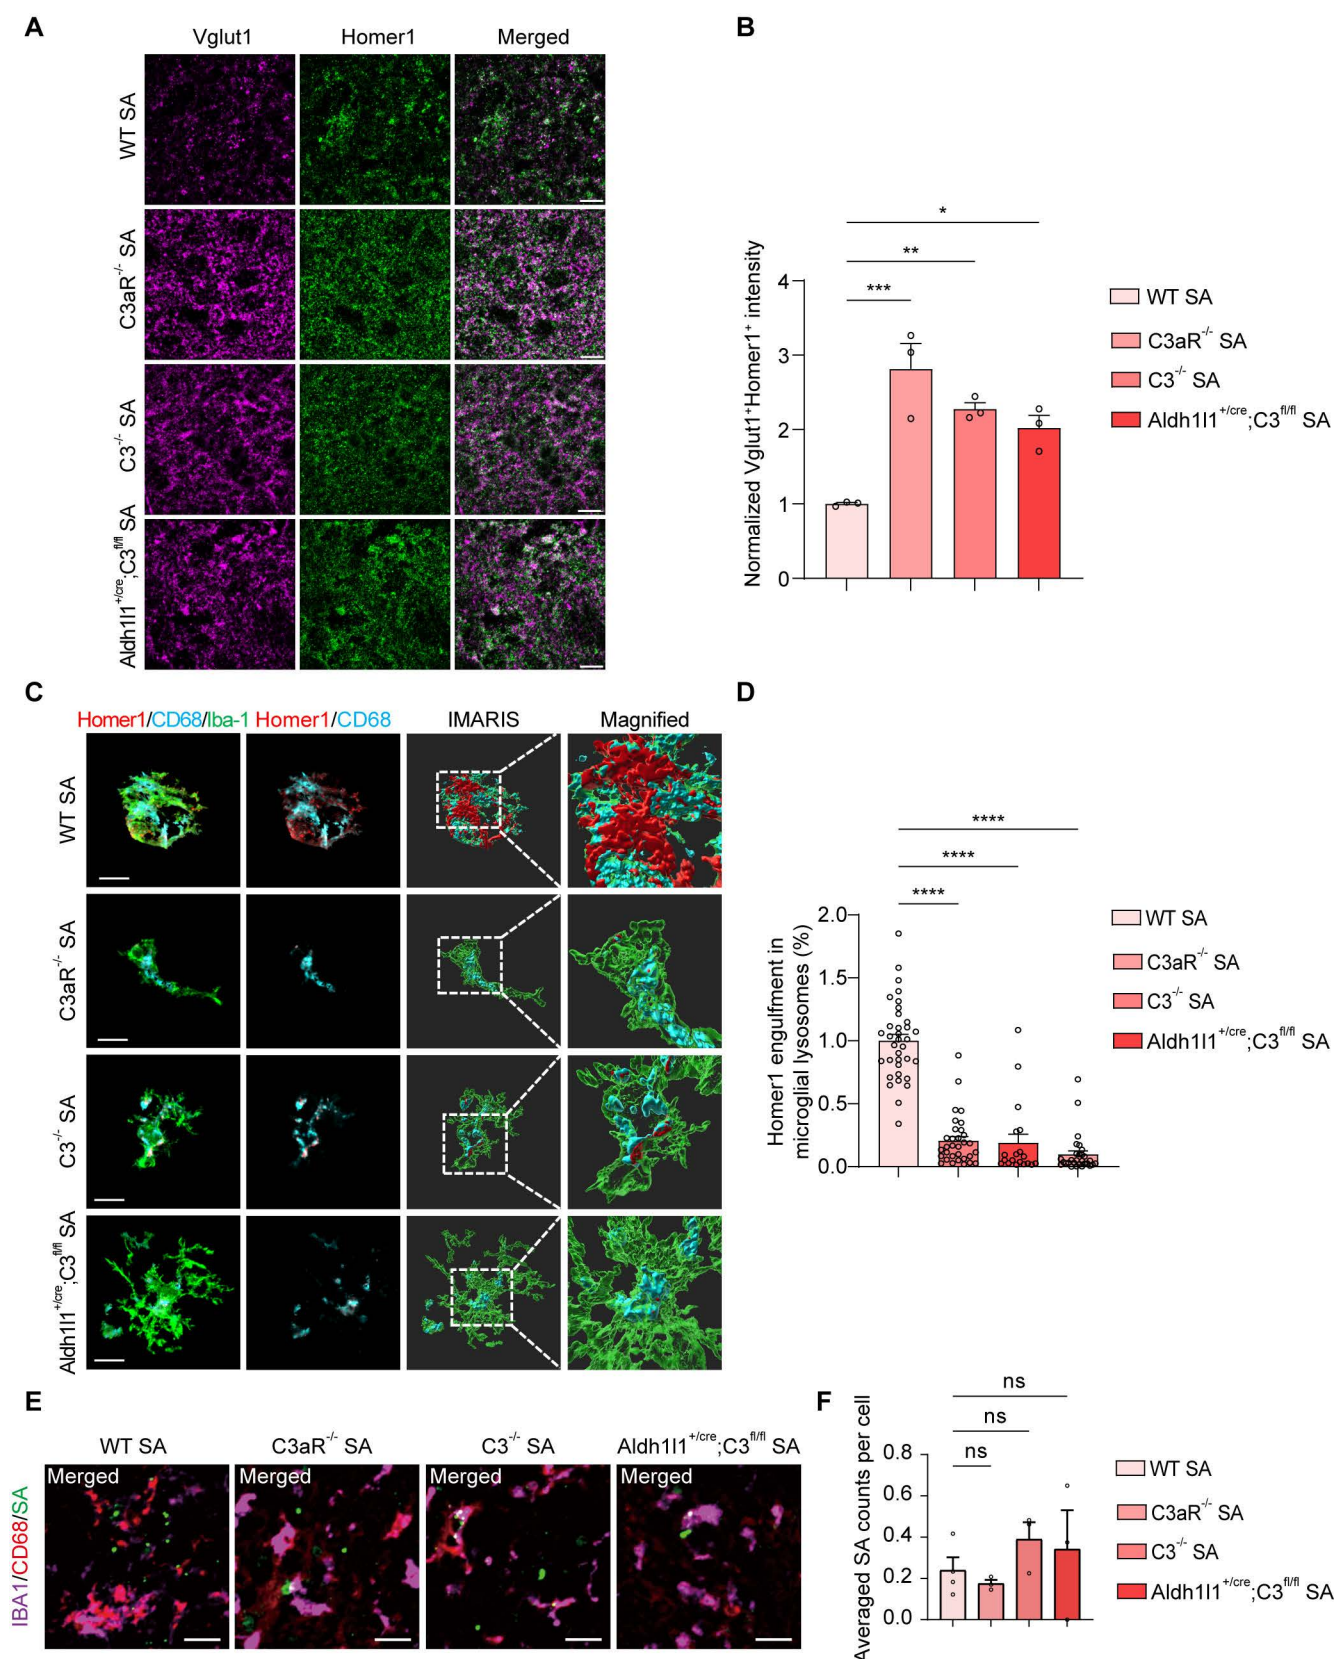 A
Vglut1 Homer1 Merged
WT SA
C3aR-/- SA
C3-/- SA
Aldh1l1+/cre;C3fl/fl SA
B
Normalized Vglut1+Homer1+ intensity
*
**
***
4
3
2
1
0
WT SA
C3aR-/- SA
C3-/- SA
Aldh1l1+/cre;C3fl/fl SA
C
Homer1/CD68/Iba-1 Homer1/CD68 IMARIS Magnified
WT SA
C3aR-/- SA
C3-/- SA
Aldh1l1+/cre;C3fl/fl SA
D
Homer1 engulfment in
microglial lysosomes (%)
****
****
****
2.0
1.5
1.0
0.5
0.0
WT SA
C3aR-/- SA
C3-/- SA
Aldh1l1+/cre;C3fl/fl SA
E
WT SA C3aR-/- SA C3-/- SA Aldh1l1+/cre;C3fl/fl SA
Merged Merged Merged Merged
IBA1/CD68/SA
F
Averaged SA counts per cell
ns
ns
ns
0.8
0.6
0.4
0.2
0.0
WT SA
C3aR-/- SA
C3-/- SA
Aldh1l1+/cre;C3fl/fl SA